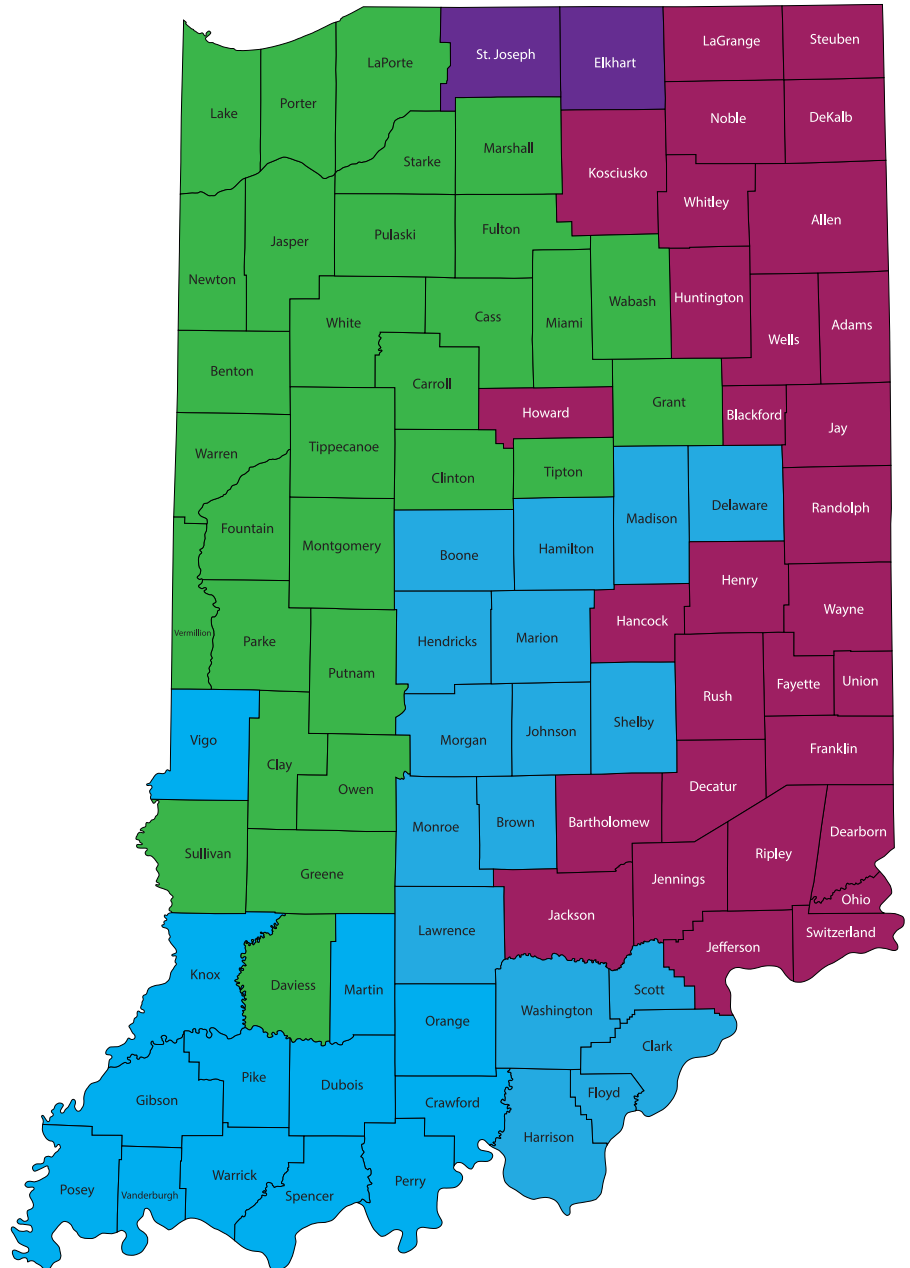 St. Joseph
Elkhart
LaGrange
Steuben
LaPorte
Porter
Lake
Noble
DeKalb
Starke
Marshall
Kosciusko
Whitley
Allen
Jasper
Pulaski
Fulton
Newton
White
Cass
Miami
Wabash
Huntington
Wells
Adams
Benton
Carroll
Howard
Grant
Blackford
Jay
Warren
Tippecanoe
Clinton
Tipton
Madison
Delaware
Randolph
Fountain
Montgomery
Boone
Hamilton
Henry
Wayne
Vermillion
Parke
Hendricks
Marion
Hancock
Putnam
Rush
Fayette
Union
Vigo
Clay
Owen
Morgan
Johnson
Shelby
Franklin
Decatur
Monroe
Brown
Bartholomew
Dearborn
Sullivan
Greene
Jennings
Ripley
Ohio
Jackson
Lawrence
Jefferson
Switzerland
Knox
Daviess
Martin
Orange
Washington
Scott
Clark
Gibson
Pike
Dubois
Crawford
Floyd
Harrison
Posey
Vanderburgh
Warrick
Spencer
Perry